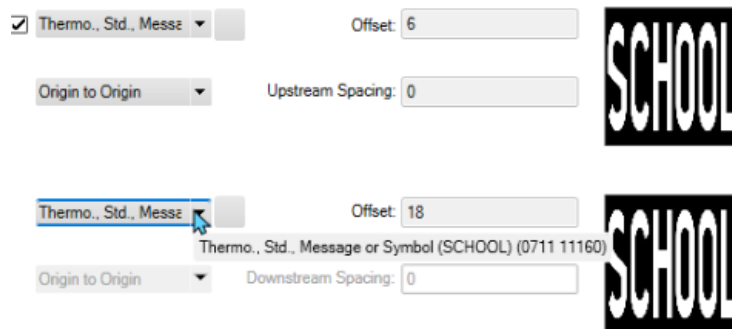 Thermo., Std., Messa Offset: 6
SCHOOL
Origin to Origin Upstream Spacing: 0
Thermo., Std., Messa Offset: 18
Thermo., Std., Message or Symbol (SCHOOL) (0711 11160)
SCHOOL
Origin to Origin Downstream Spacing: 0